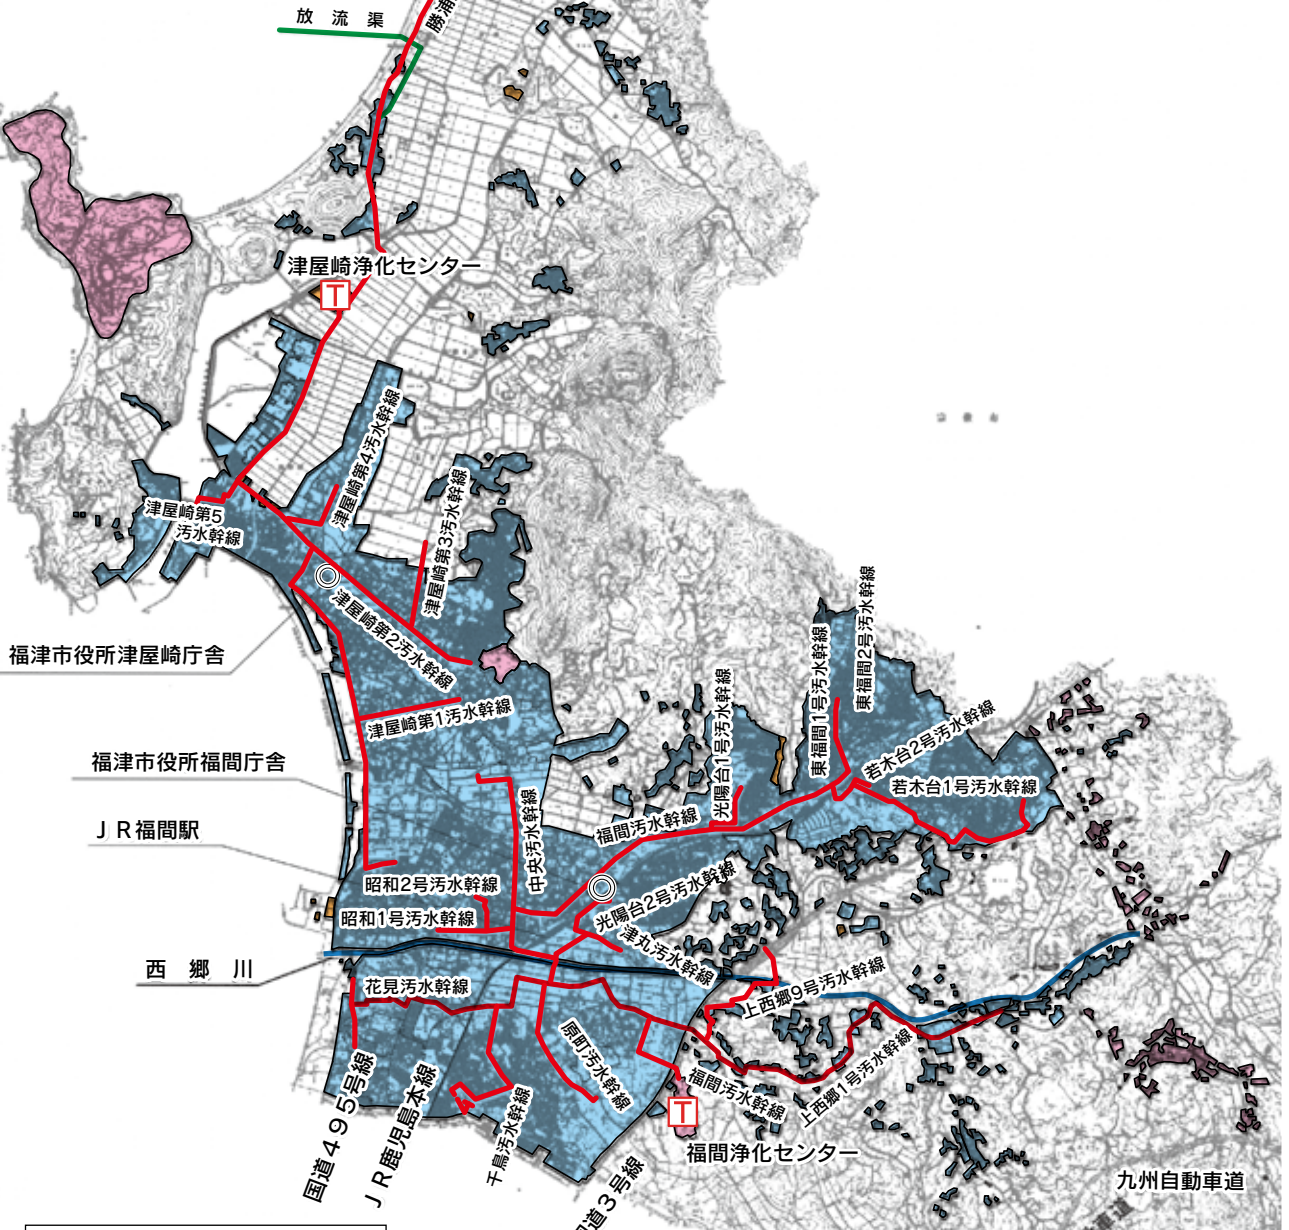 放流渠
勝浦
津屋崎浄化センター
T
津屋崎第4汚水幹線
津屋崎第3汚水幹線
津屋崎第5
汚水幹線
津屋崎第2汚水幹線
福津市役所津屋崎庁舎
津屋崎第1汚水幹線
東福間1号汚水幹線
東福間2号汚水幹線
光陽台1号汚水幹線
若木台2号汚水幹線
若木台1号汚水幹線
福津市役所福間庁舎
JR福間駅
福間汚水幹線
中央汚水幹線
昭和2号汚水幹線
昭和1号汚水幹線
光陽台2号汚水幹線
津丸汚水幹線
西郷川
花見汚水幹線
上西郷9号汚水幹線
原町汚水幹線
福間汚水幹線
上西郷1号汚水幹線
国道495号線
JR鹿児島本線
千鳥汚水幹線
T
福間浄化センター
道3号線
九州自動車道